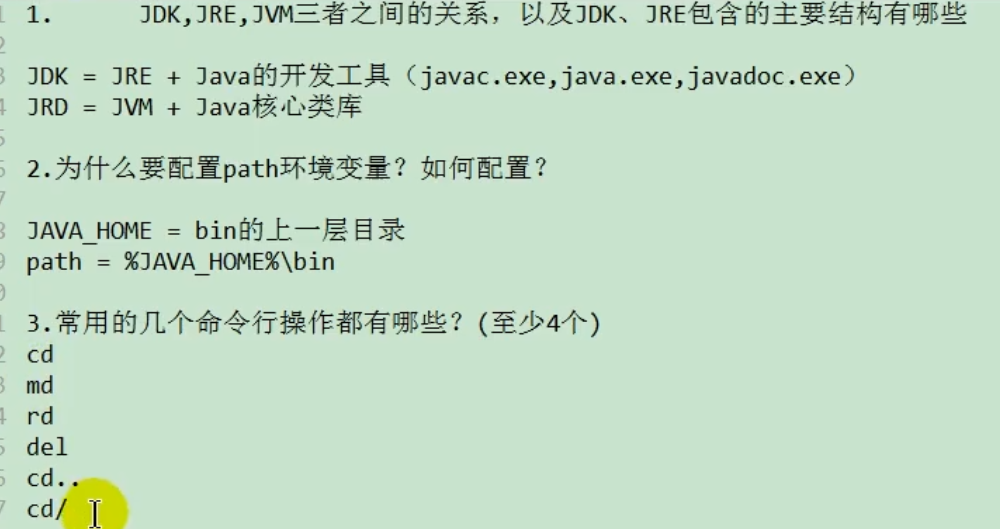 1. JDK,JRE,JVM三者之间的关系，以及JDK、JRE包含的主要结构有哪些
JDK = JRE + Java的开发工具（javac.exe,java.exe,javadoc.exe）
JRD = JVM + Java核心类库
2.为什么要配置path环境变量？如何配置？
JAVA_HOME = bin的上一层目录
path = %JAVA_HOME%\bin
3.常用的几个命令行操作都有哪些？(至少4个)
cd
md
rd
del
cd..
cd/